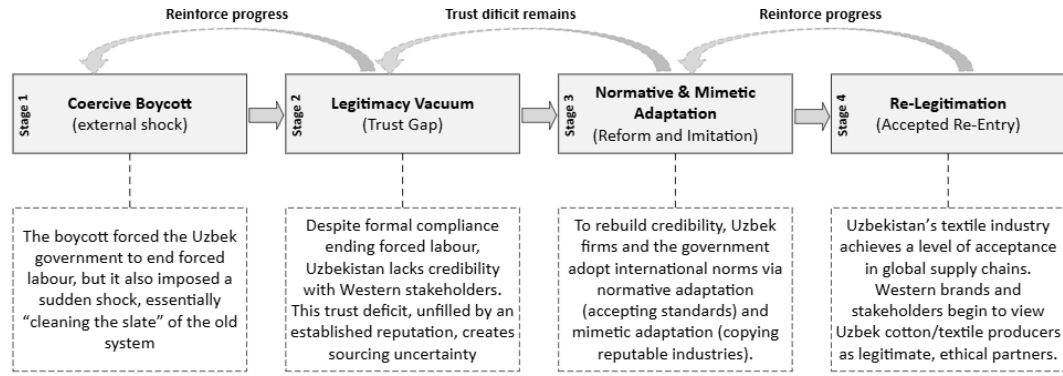 Reinforce progress
Trust deficit remains
Reinforce progress
Stage 1
Coercive Boycott
(external shock)
Stage 2
Legitimacy Vacuum
(Trust Gap)
Stage 3
Normative & Mimetic
Adaptation
(Reform and Imitation)
Stage 4
Re-Legitimation
(Accepted Re-Entry)
The boycott forced the Uzbek
government to end forced
labour, but it also imposed a
sudden shock, essentially
“cleaning the slate” of the old
system
Despite formal compliance
ending forced labour,
Uzbekistan lacks credibility
with Western stakeholders.
This trust deficit, unfilled by an
established reputation, creates
sourcing uncertainty
To rebuild credibility, Uzbek
firms and the government
adopt international norms via
normative adaptation
(accepting standards) and
mimetic adaptation (copying
reputable industries).
Uzbekistan’s textile industry
achieves a level of acceptance
in global supply chains.
Western brands and
stakeholders begin to view
Uzbek cotton/textile producers
as legitimate, ethical partners.